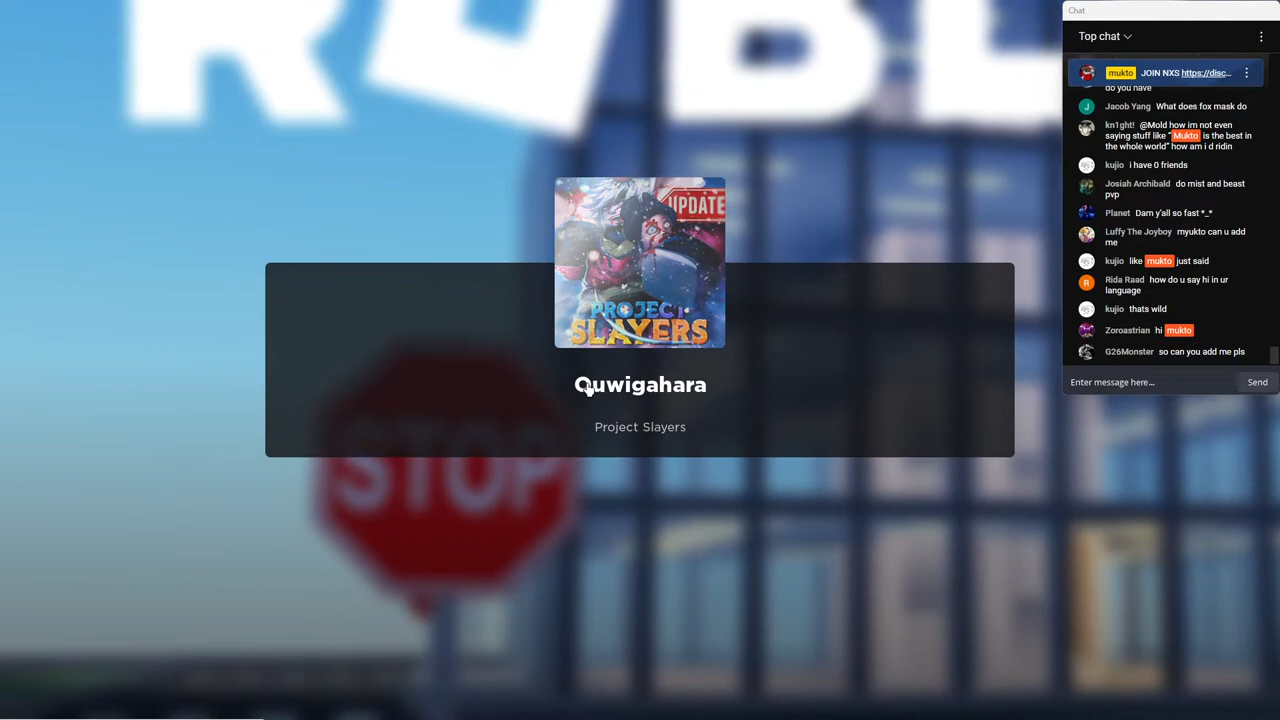 Chat
Top chat
mukto JOIN NXS https://disc...
do you have
Jacob Yang What does fox mask do
kn1ght! @Mold how im not even
saying stuff like "Mukto is the best in
the whole world" how am i d ridin
kujio i have 0 friends
Josiah Archibald do mist and beast
pvp
Planet Dam y'all so fast *_*
Luffy The Joyboy myukto can u add
me
kujio like mukto just said
Rida Raad how do u say hi in ur
R
language
kujio thats wild
Zoroastrian hi mukto
G26Monster so can you add me pls
Enter message here...
Send
UPDATE
PROJECT
SLAYERS
Ouwigahara
Project Slayers
STOP